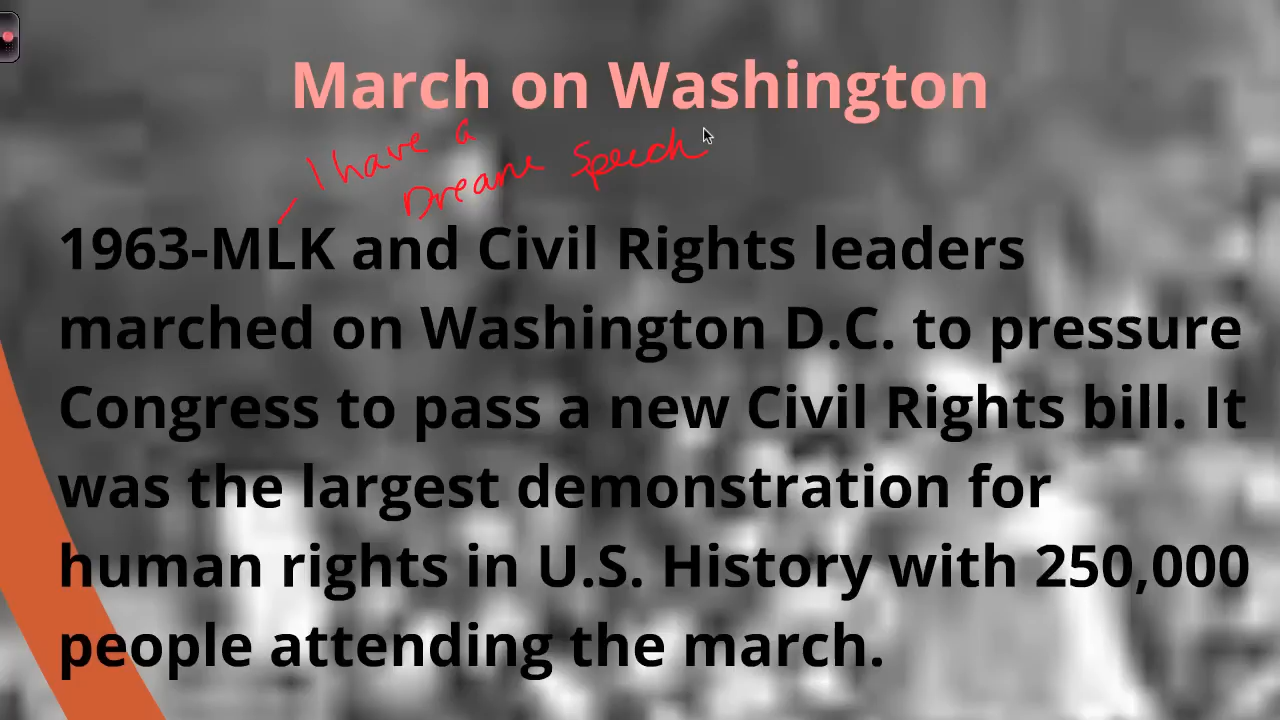 March on Washington
I have a
Dream Speech
1963-MLK and Civil Rights leaders
marched on Washington D.C. to pressure
Congress to pass a new Civil Rights bill. It
was the largest demonstration for
human rights in U.S. History with 250,000
people attending the march.